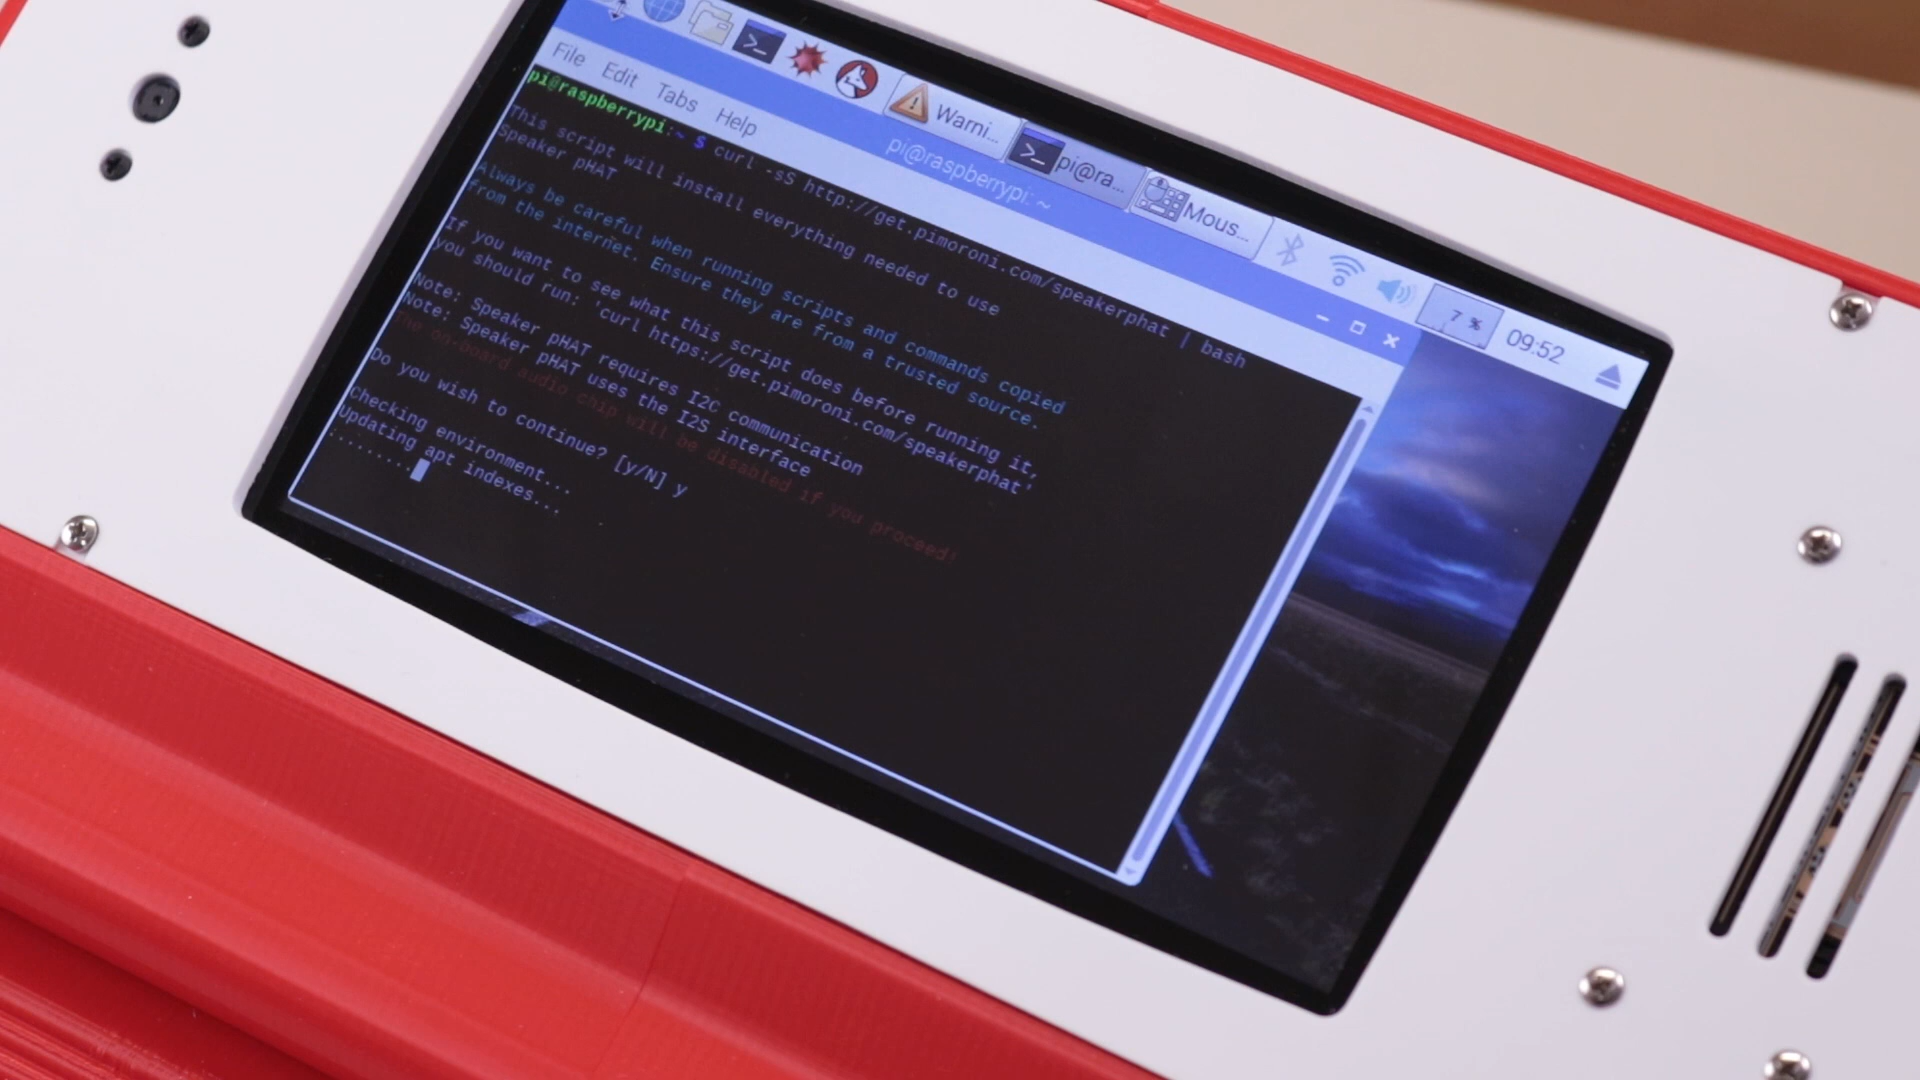 Warni...
pi@ra...
Mous...
7 %
09:52
pi@raspberrypi: ~
File Edit Tabs Help
pi@raspberrypi:~ $ curl -sS http://get.pimoroni.com/speakerphat | bash
This script will install everything needed to use
Speaker pHAT
Always be careful when running scripts and commands copied
from the internet. Ensure they are from a trusted source.
If you want to see what this script does before running it,
you should run: 'curl https://get.pimoroni.com/speakerphat'
Note: Speaker pHAT requires I2C communication
Note: Speaker pHAT uses the I2S interface
The on-board audio chip will be disabled if you proceed!
Do you wish to continue? [y/N] y
Checking environment...
Updating apt indexes...
........